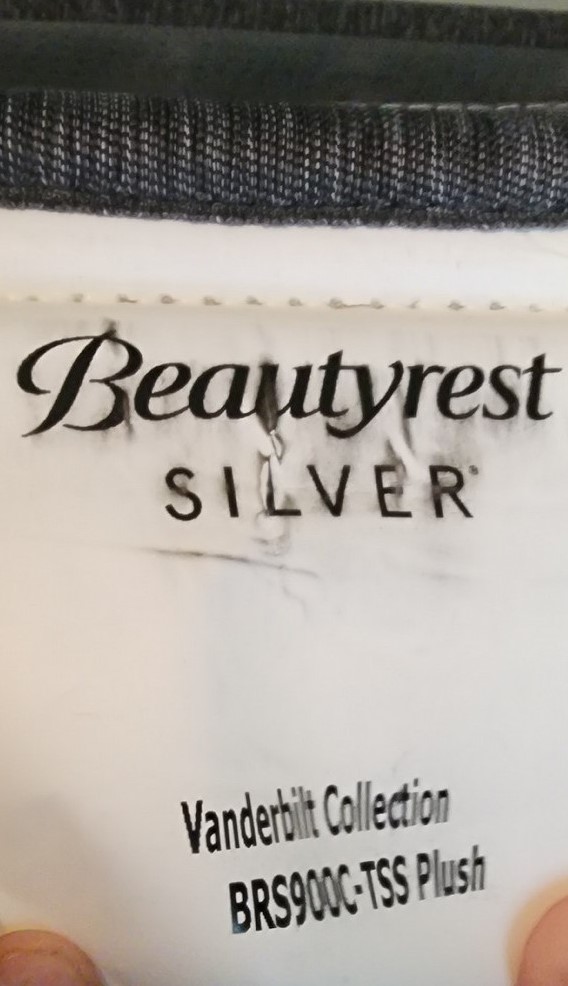 Beautyrest
SILVER®
Vanderbilt Collection
BRS900C-TSS Plush